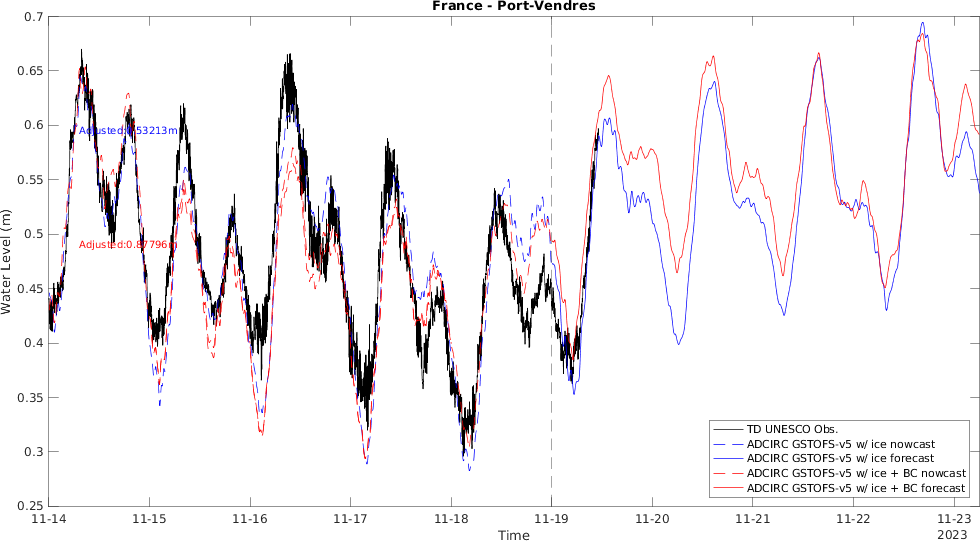 France - Port-Vendres
0.7
0.65
0.6
0.55
0.5
0.45
0.4
0.35
0.3
0.25
Water Level (m)
Adjusted:0.53213m
Adjusted:0.87796m
TD UNESCO Obs.
ADCIRC GSTOFS-v5 w/ ice nowcast
ADCIRC GSTOFS-v5 w/ ice forecast
ADCIRC GSTOFS-v5 w/ ice + BC nowcast
ADCIRC GSTOFS-v5 w/ ice + BC forecast
11-14 11-15 11-16 11-17 11-18 11-19 11-20 11-21 11-22 11-23
Time
2023